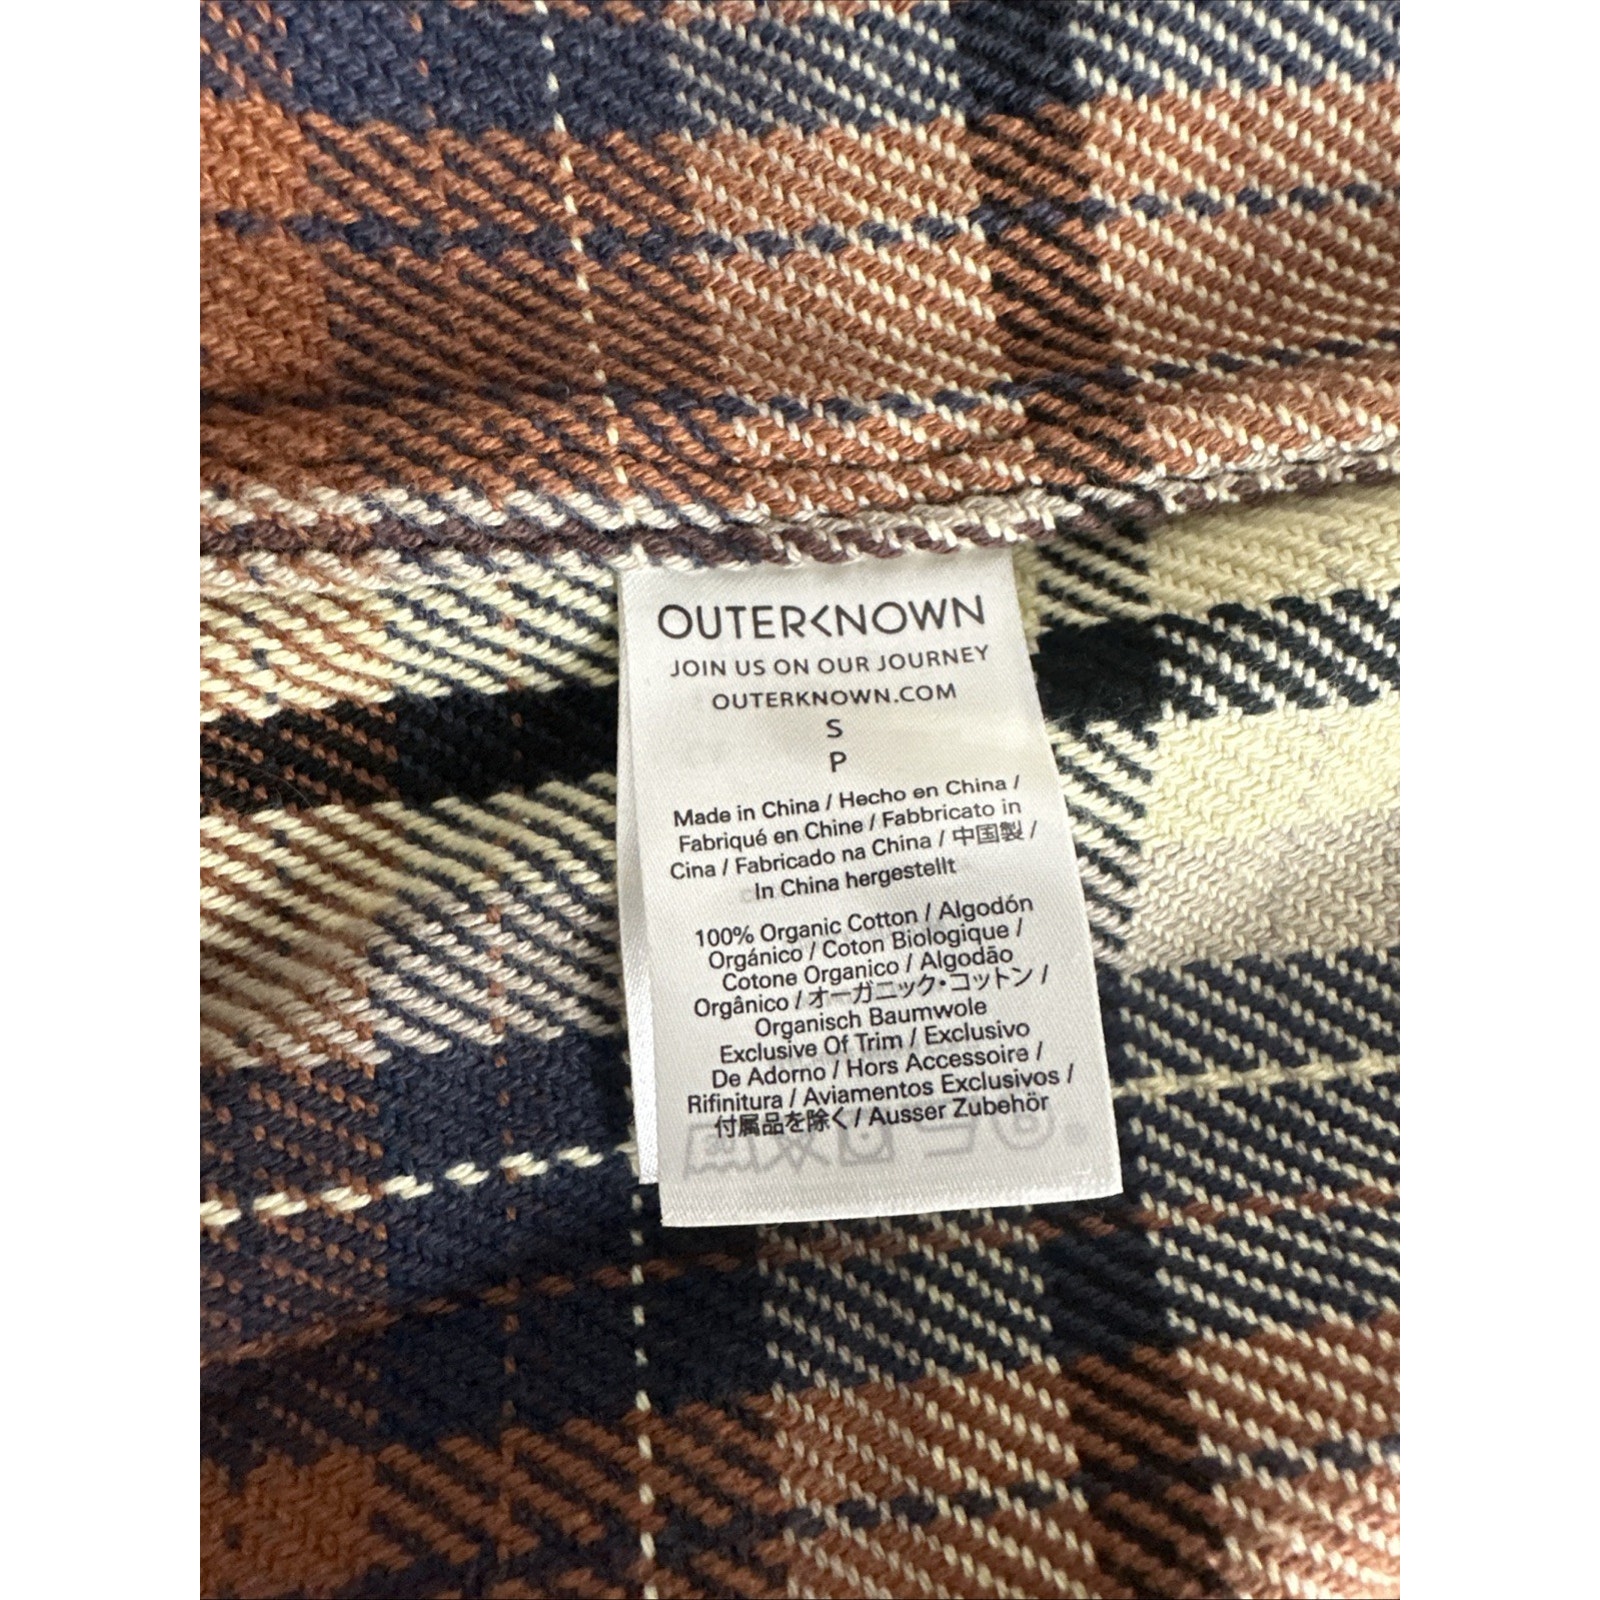 OUTERKNOWN
JOIN US ON OUR JOURNEY
OUTERKNOWN.COM
S
P
Made in China / Hecho en China /
Fabriqué en Chine / Fabbricato in
Cina / Fabricado na China / 中国製 /
In China hergestellt
100% Organic Cotton / Algodón
Orgánico / Coton Biologique /
Cotone Organico / Algodão
Orgânico / オーガニック・コットン /
Organisch Baumwole
Exclusive Of Trim / Exclusivo
De Adorno / Hors Accessoire /
Rifinitura / Aviamentos Exclusivos /
付属品を除く / Ausser Zubehör